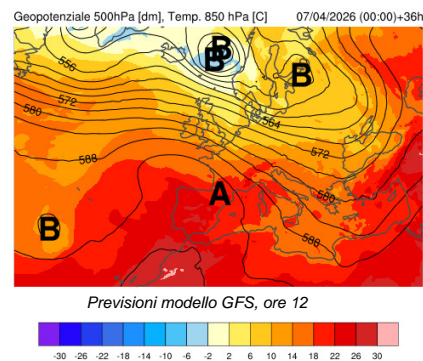 Geopotenziale 500hPa [dm], Temp. 850 hPa [C] 07/04/2026 (00:00)+36h
B
B
B
556
572
564
580
572
588
A
580
B
588
Previsioni modello GFS, ore 12
-30 -26 -22 -18 -14 -10 -6 -2 2 6 10 14 18 22 26 30